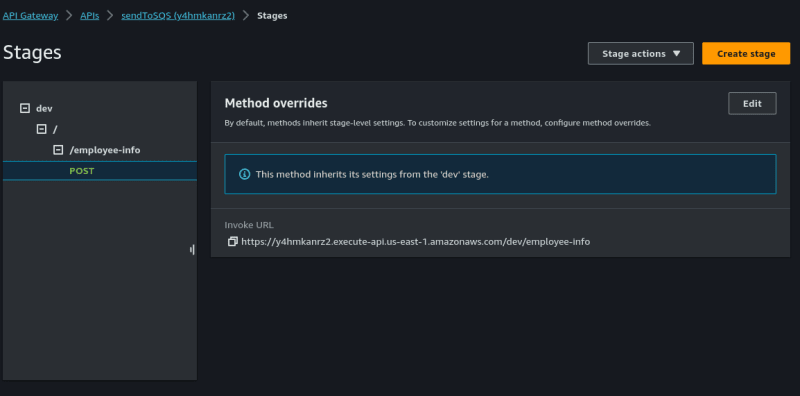 API Gateway > APIs > sendToSQS (y4hmkanrz2) > Stages
Stages
Stage actions ▼
Create stage
dev
/
/employee-info
POST
Method overrides
Edit
By default, methods inherit stage-level settings. To customize settings for a method, configure method overrides.
This method inherits its settings from the 'dev' stage.
Invoke URL
https://y4hmkanrz2.execute-api.us-east-1.amazonaws.com/dev/employee-info